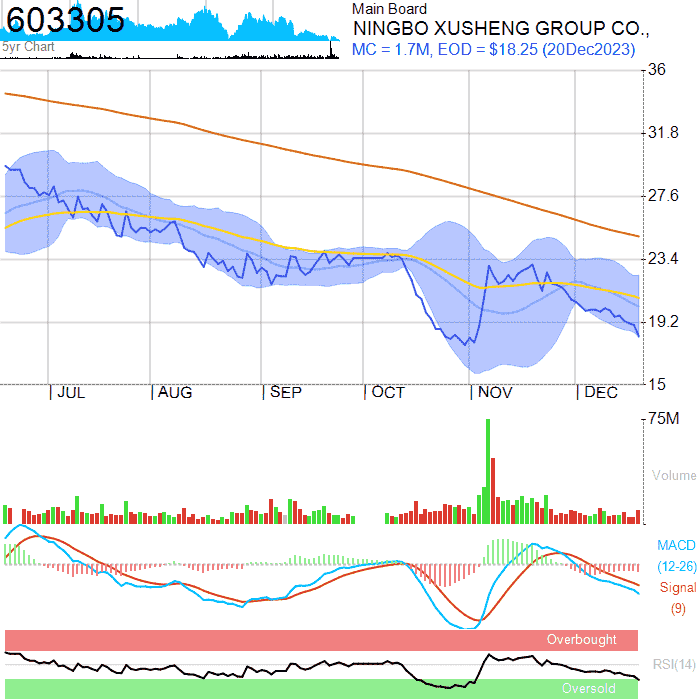 603305
5yr Chart
Main Board
NINGBO XUSHENG GROUP CO.,
MC = 1.7M, EOD = $18.25 (20Dec2023)
36
31.8
27.6
23.4
19.2
15
JUL AUG SEP OCT NOV DEC
75M
Volume
MACD
(12-26)
Signal
(9)
Overbought
RSI(14)
Oversold